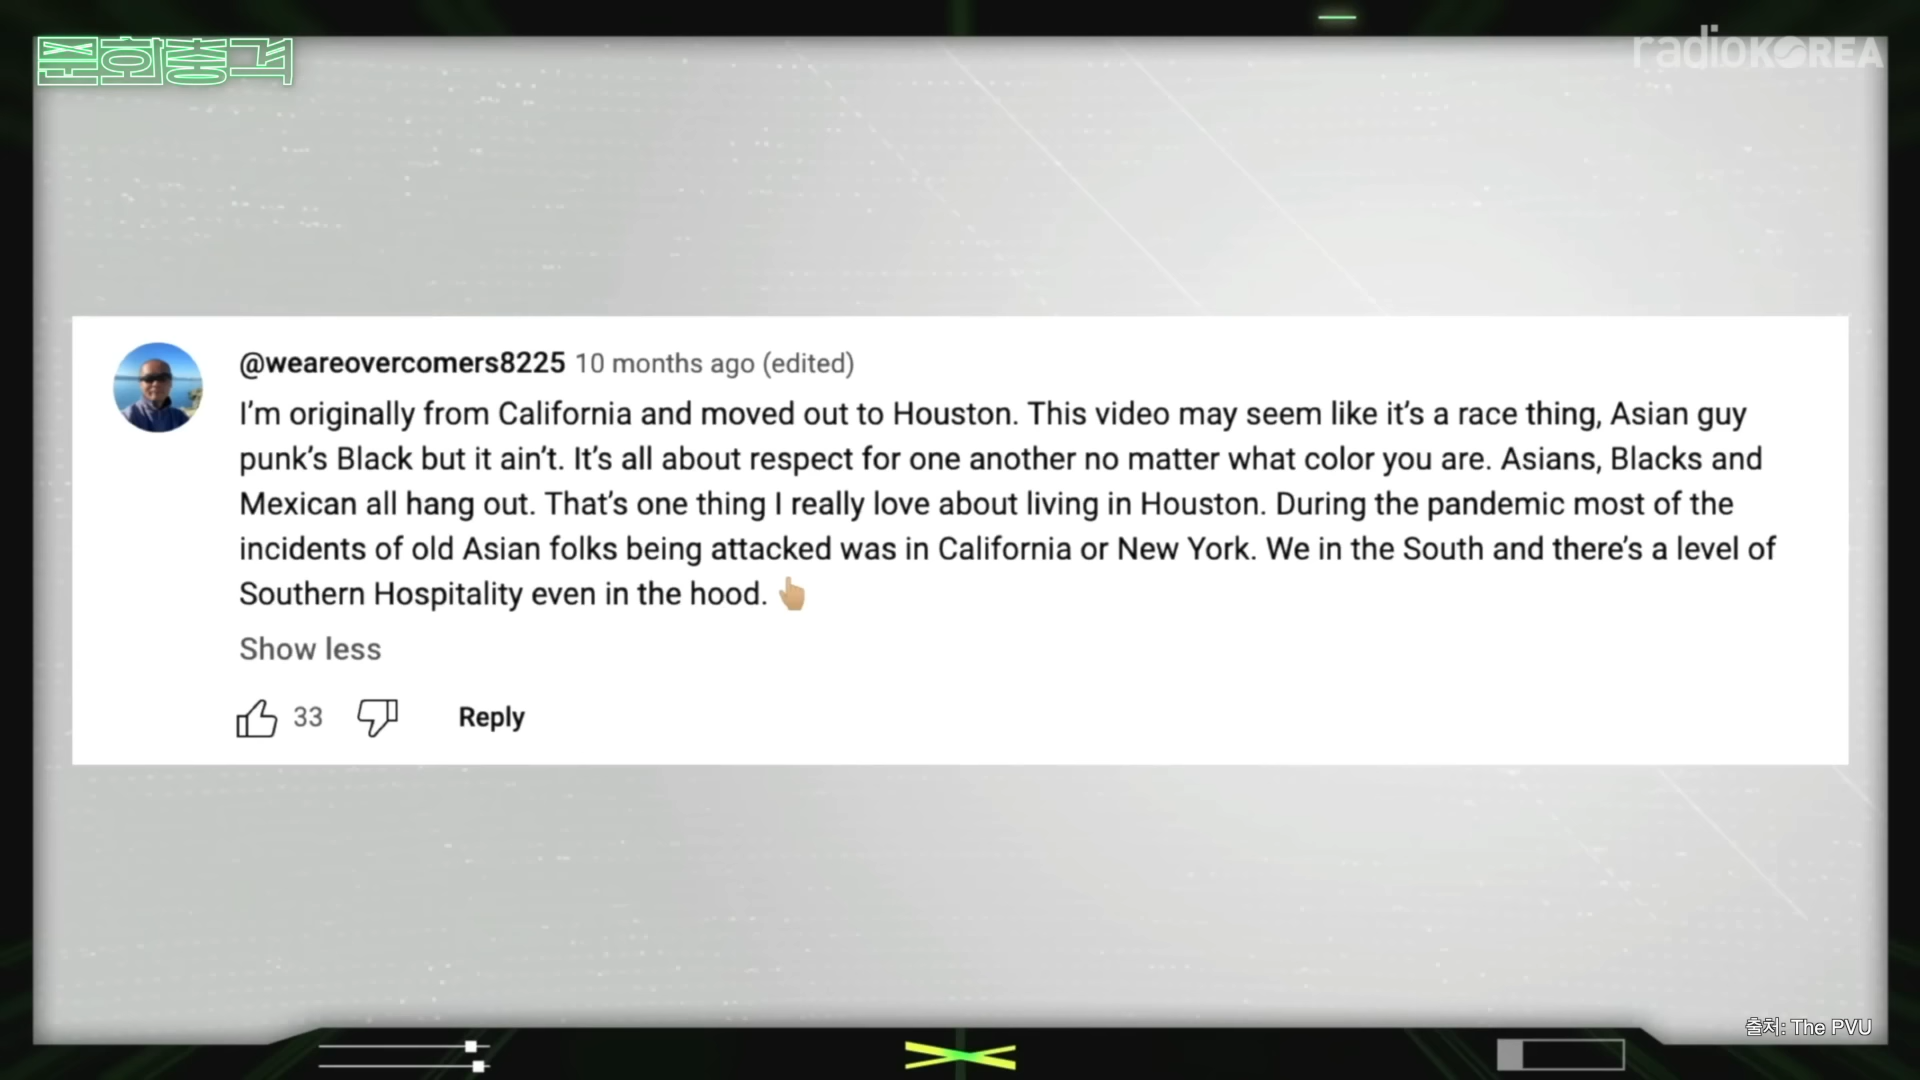 문화충격
radioKOREA
@weareovercomers8225 10 months ago (edited)
I'm originally from California and moved out to Houston. This video may seem like it's a race thing, Asian guy
punk's Black but it ain't. It's all about respect for one another no matter what color you are. Asians, Blacks and
Mexican all hang out. That's one thing I really love about living in Houston. During the pandemic most of the
incidents of old Asian folks being attacked was in California or New York. We in the South and there's a level of
Southern Hospitality even in the hood. 👆🏼
Show less
33
Reply
출처: The PVU